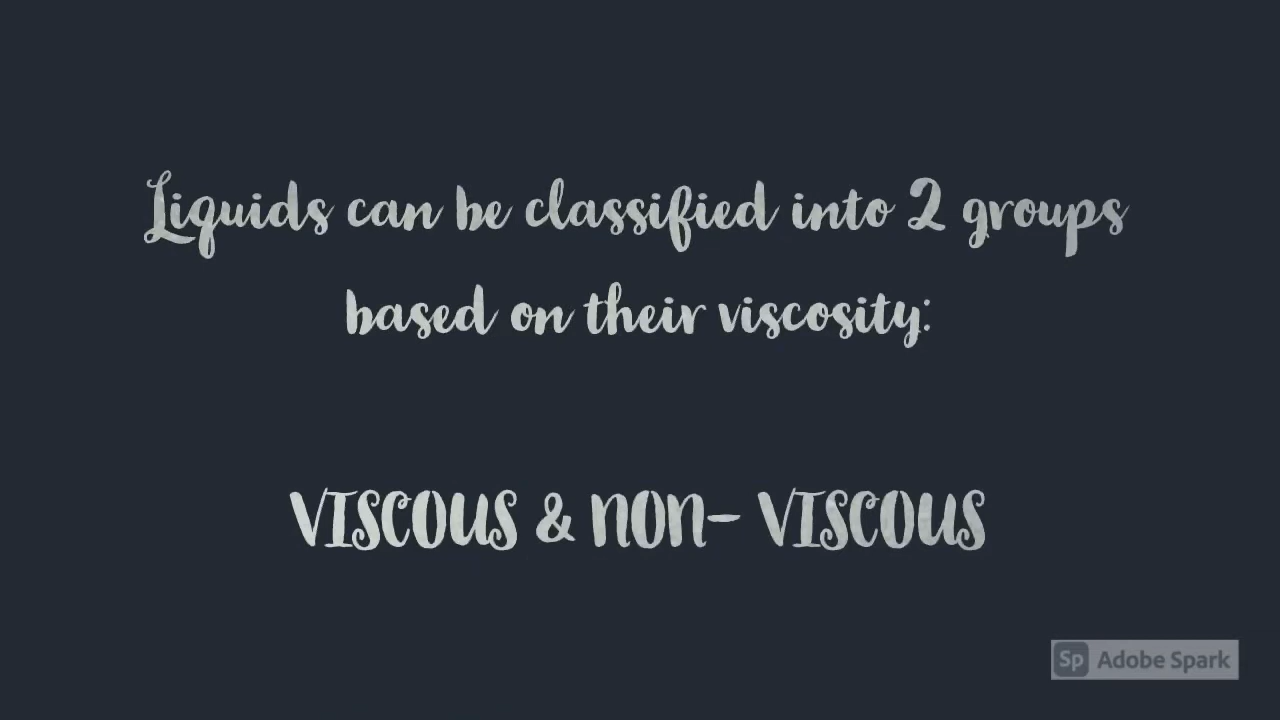 Liquids can be classified into 2 groups
based on their viscosity:
VISCOUS & NON- VISCOUS
Sp Adobe Spark